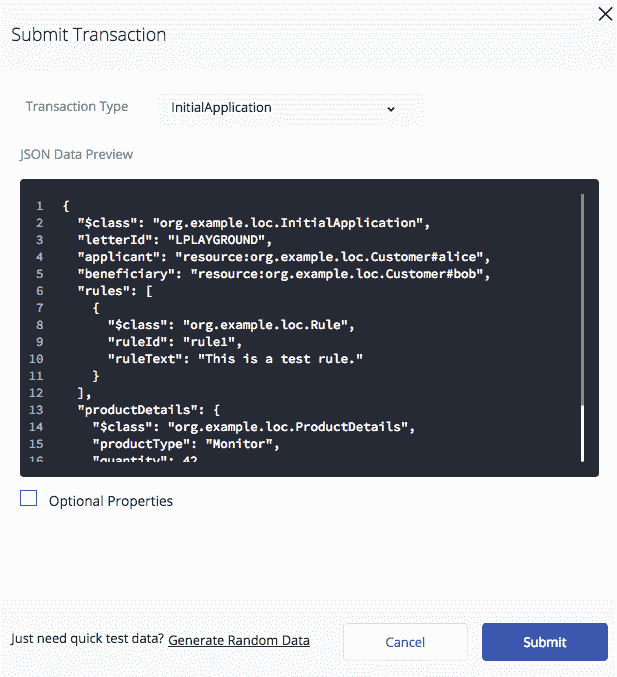 Submit Transaction
Transaction Type
InitialApplication
JSON Data Preview
1 {
2 "$class": "org.example.loc.InitialApplication",
3 "letterId": "LPLAYGROUND",
4 "applicant": "resource:org.example.loc.Customer#alice",
5 "beneficiary": "resource:org.example.loc.Customer#bob",
6 "rules": [
7 {
8 "$class": "org.example.loc.Rule",
9 "ruleId": "rule1",
10 "ruleText": "This is a test rule."
11 }
12 ],
13 "productDetails": {
14 "$class": "org.example.loc.ProductDetails",
15 "productType": "Monitor",
16 "quantity": 42
Optional Properties
Just need quick test data? Generate Random Data
Cancel
Submit